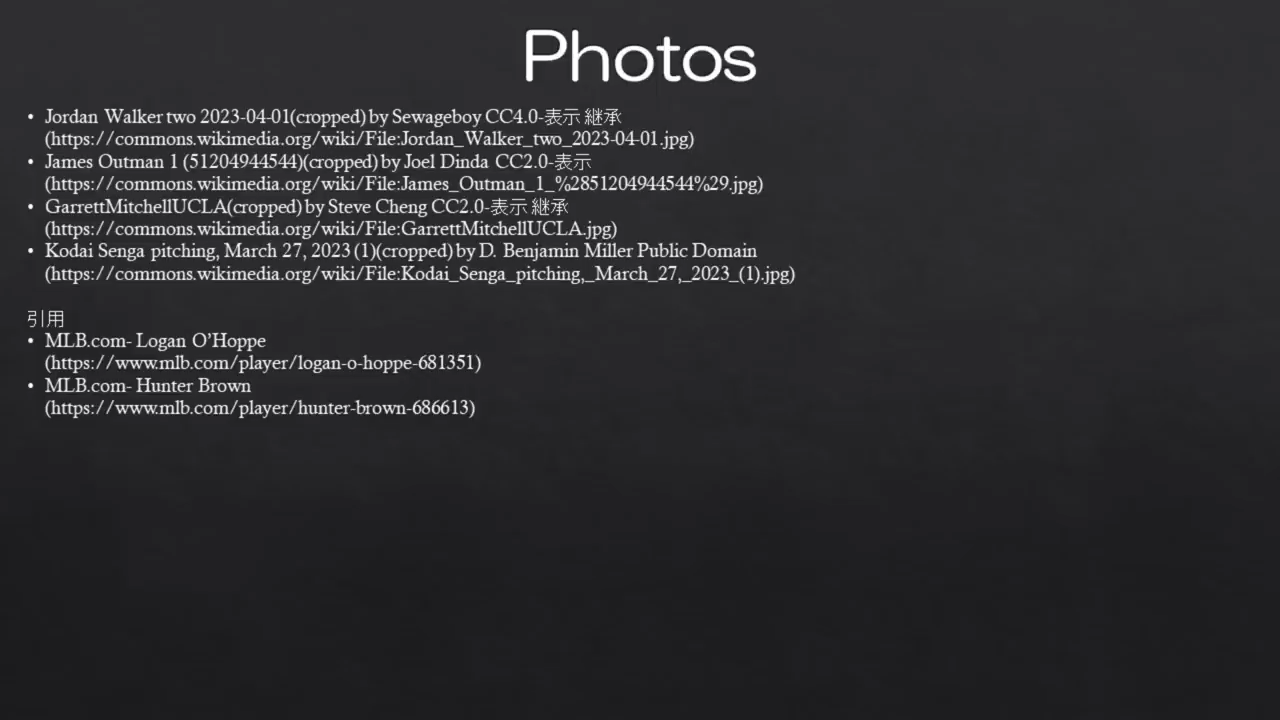 Photos
• Jordan Walker two 2023-04-01(cropped) by Sewageboy CC4.0-表示 継承
(https://commons.wikimedia.org/wiki/File:Jordan_Walker_two_2023-04-01.jpg)
• James Outman 1 (51204944544)(cropped) by Joel Dinda CC2.0-表示
(https://commons.wikimedia.org/wiki/File:James_Outman_1_%2851204944544%29.jpg)
• GarrettMitchellUCLA(cropped) by Steve Cheng CC2.0-表示 継承
(https://commons.wikimedia.org/wiki/File:GarrettMitchellUCLA.jpg)
• Kodai Senga pitching, March 27, 2023 (1)(cropped) by D. Benjamin Miller Public Domain
(https://commons.wikimedia.org/wiki/File:Kodai_Senga_pitching,_March_27,_2023_(1).jpg)
引用
• MLB.com- Logan O’Hoppe
(https://www.mlb.com/player/logan-o-hoppe-681351)
• MLB.com- Hunter Brown
(https://www.mlb.com/player/hunter-brown-686613)